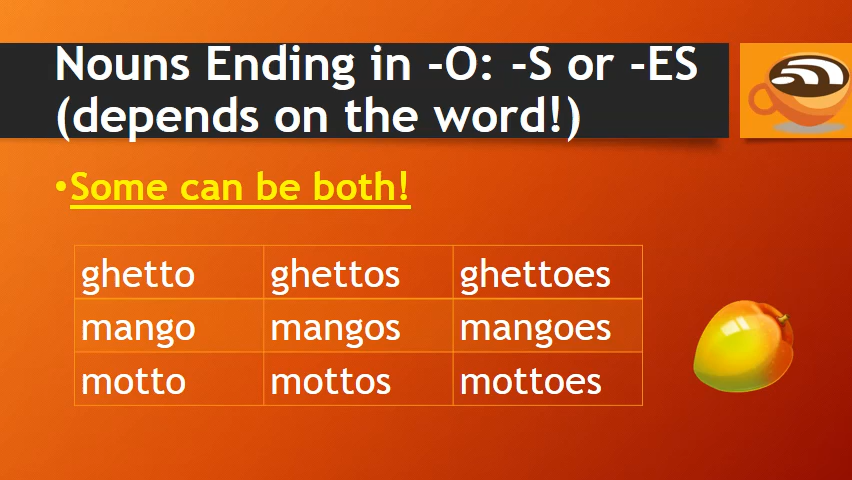 Nouns Ending in –O: –S or –ES
(depends on the word!)
•Some can be both!
ghetto ghettos ghettoes
mango mangos mangoes
motto mottos mottoes